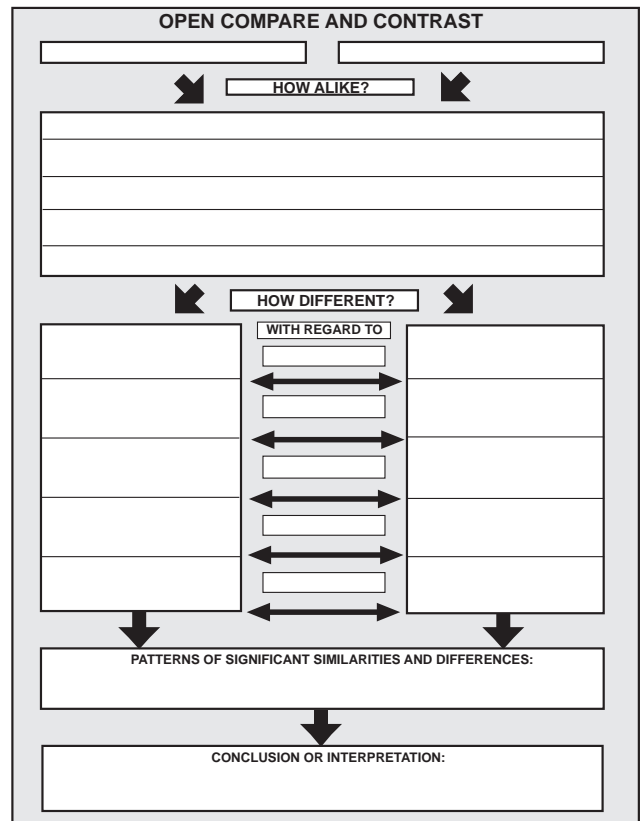 OPEN COMPARE AND CONTRAST
HOW ALIKE?
HOW DIFFERENT?
WITH REGARD TO
PATTERNS OF SIGNIFICANT SIMILARITIES AND DIFFERENCES:
CONCLUSION OR INTERPRETATION: